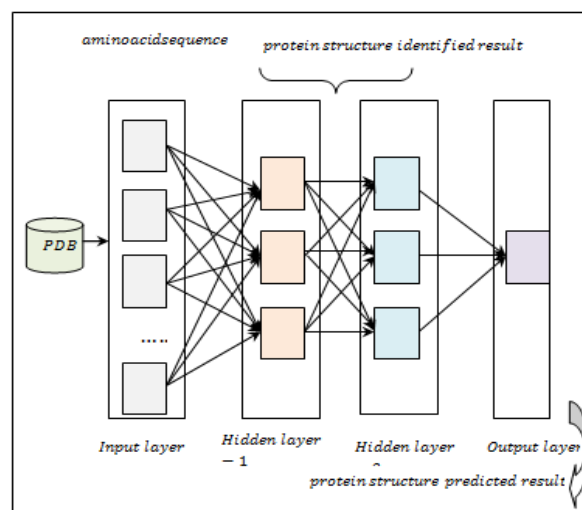 aminoacidsequence
protein structure identified result
PDB
.....
Input layer
Hidden layer
− 1
Hidden layer
Output layer
protein structure predicted result